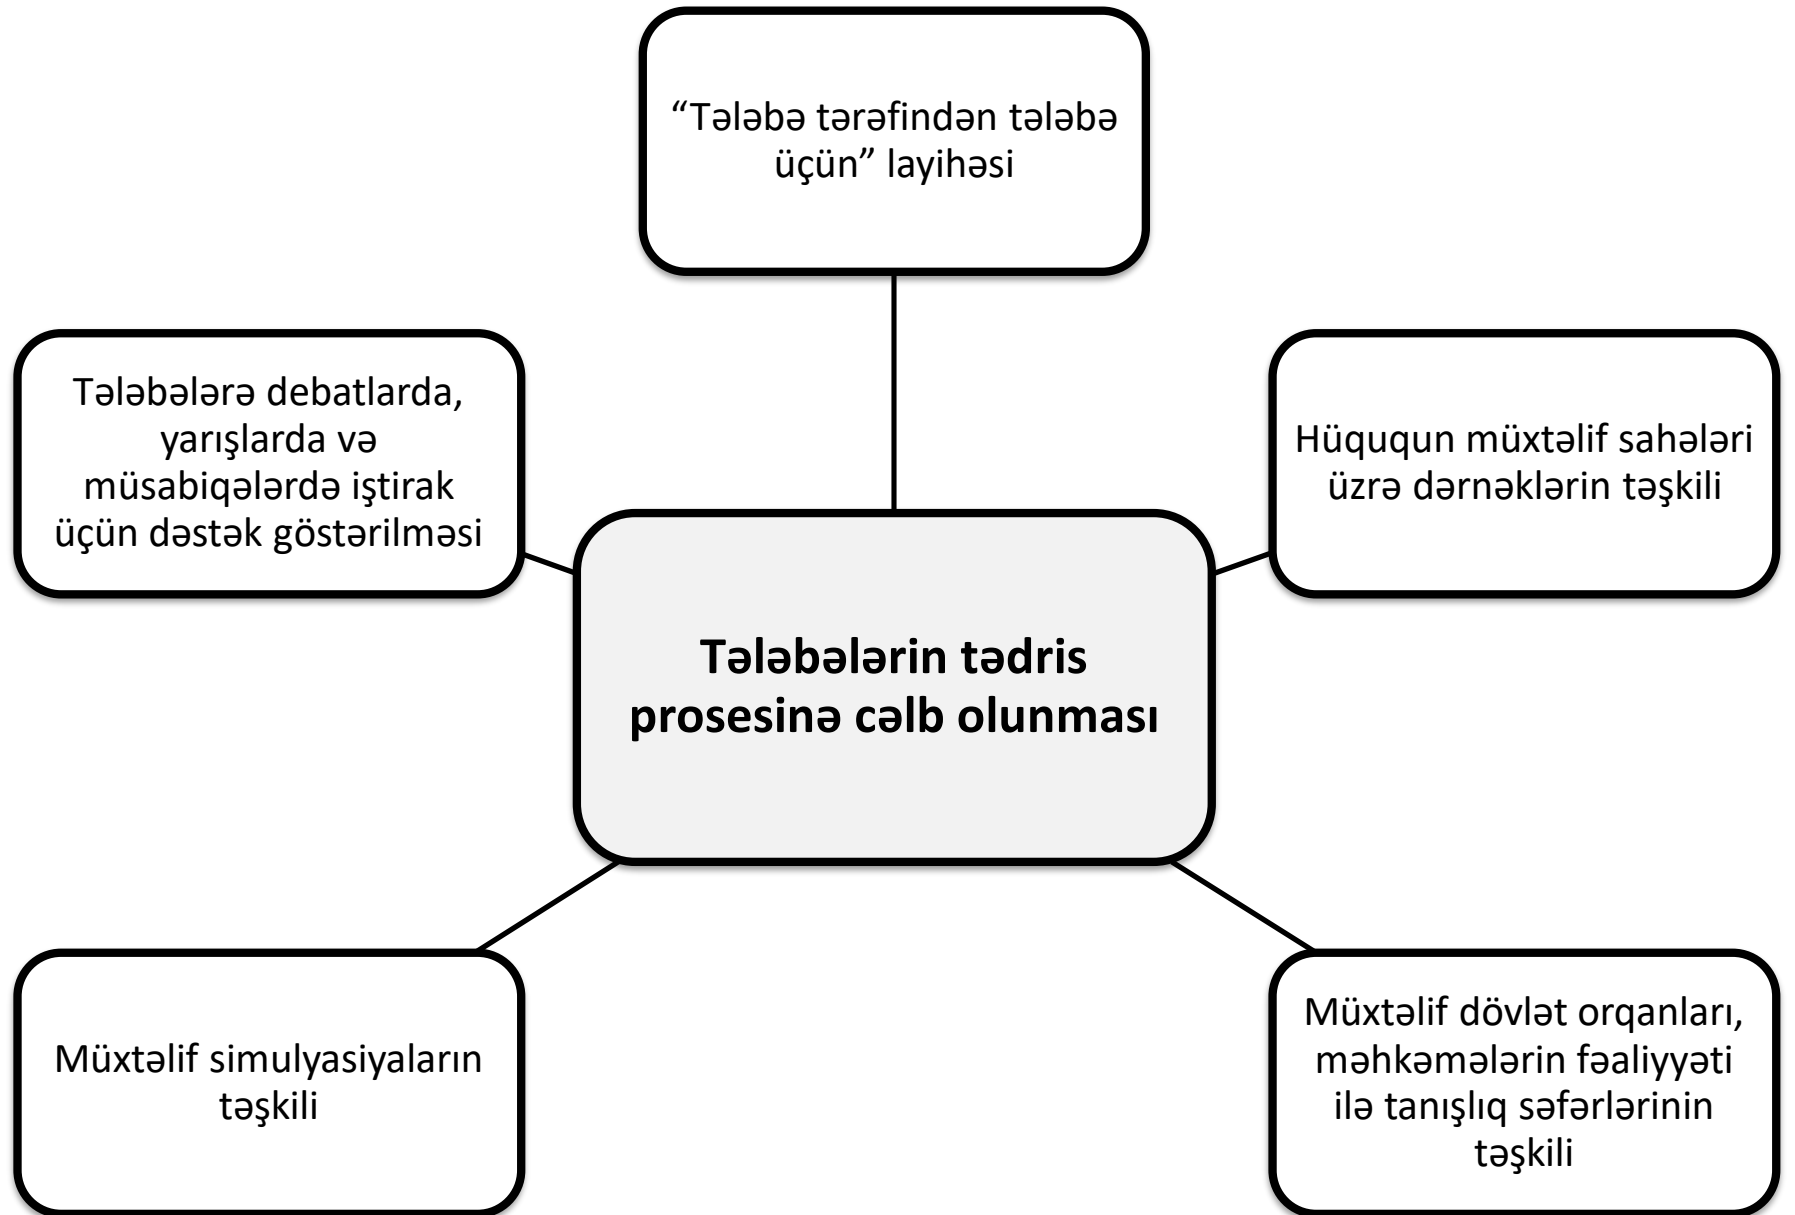 “Tələbə tərəfindən tələbə
üçün” layihəsi
Tələbələrə debatlarda,
yarışlarda və
müsabiqələrdə iştirak
üçün dəstək göstərilməsi
Hüququn müxtəlif sahələri
üzrə dərnəklərin təşkili
Tələbələrin tədris
prosesinə cəlb olunması
Müxtəlif simulyasiyaların
təşkili
Müxtəlif dövlət orqanları,
məhkəmələrin fəaliyyəti
ilə tanışlıq səfərlərinin
təşkili